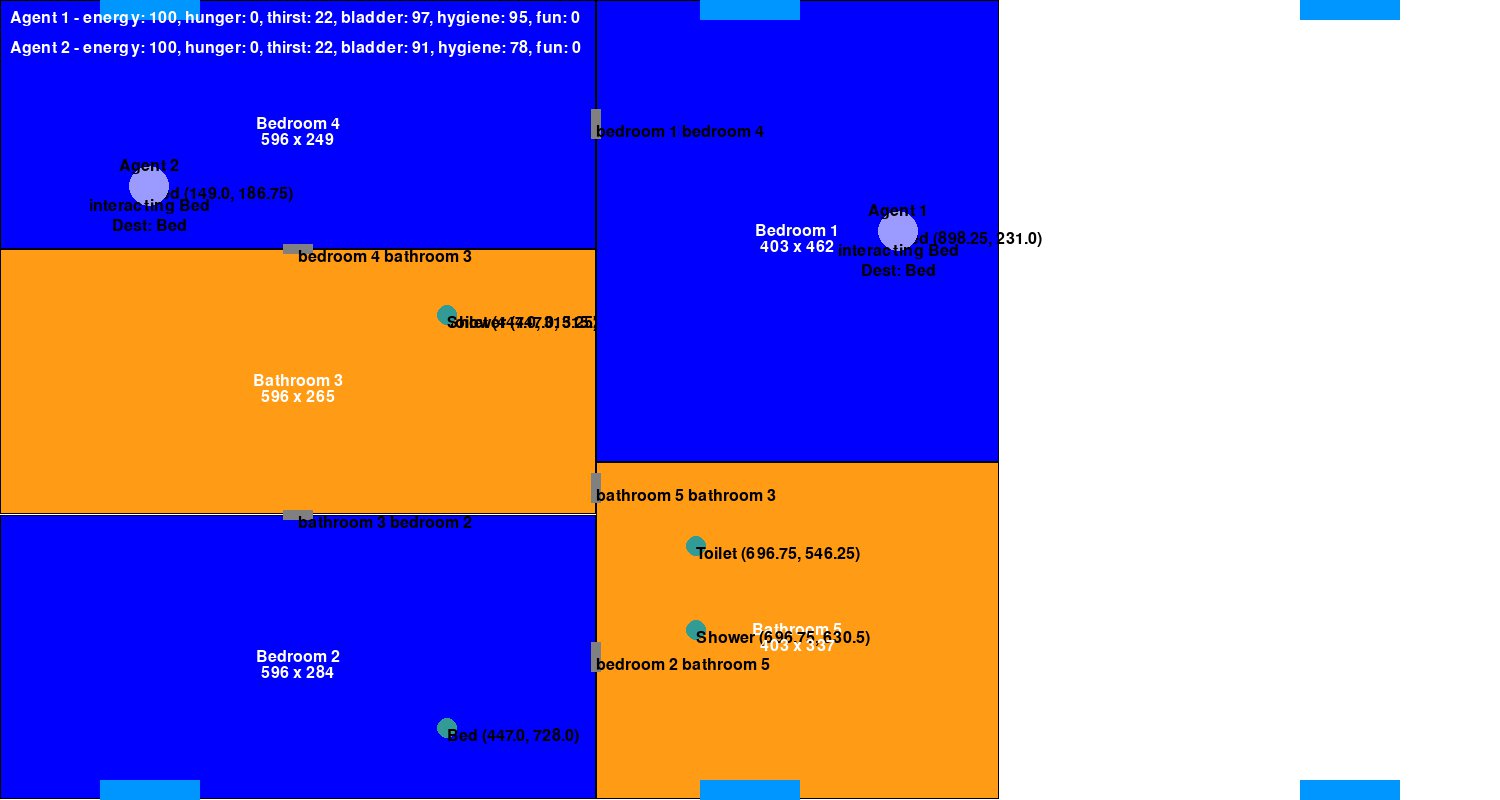 Agent 1 - energy: 100, hunger: 0, thirst: 22, bladder: 97, hygiene: 95, fun: 0
Agent 2 - energy: 100, hunger: 0, thirst: 22, bladder: 91, hygiene: 78, fun: 0
Bedroom 4
596 x 249
bedroom 1 bedroom 4
Agent 2
(149.0, 186.75)
interacting Bed
Dest: Bed
Agent 1
Bedroom 1
403 x 462
(898.25, 231.0)
interacting Bed
Dest: Bed
bedroom 4 bathroom 3
Bathroom 3
596 x 265
bathroom 5 bathroom 3
bathroom 3 bedroom 2
Toilet (696.75, 546.25)
Bathroom 5
403 x 337
Shower (696.75, 630.5)
Bedroom 2
596 x 284
bedroom 2 bathroom 5
Bed (447.0, 728.0)